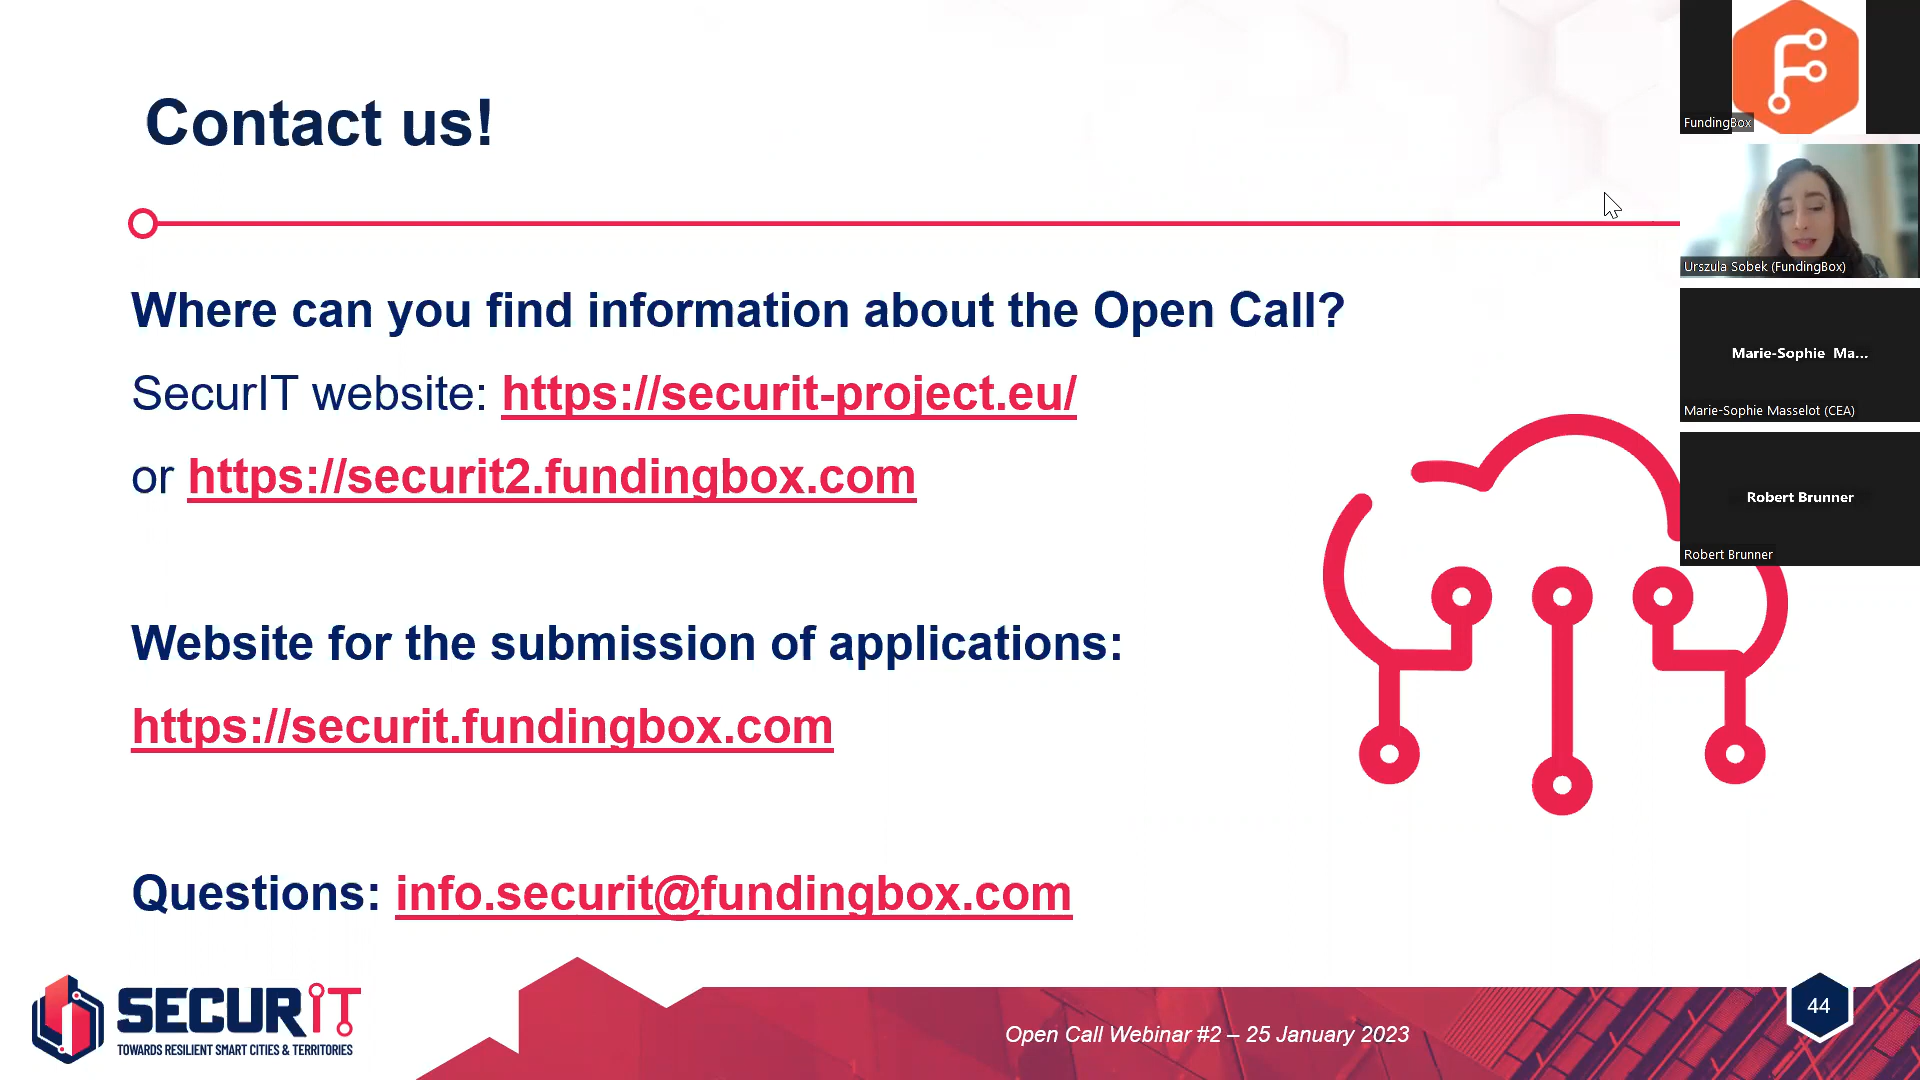 Contact us!
Where can you find information about the Open Call?
SecurIT website: https://securit-project.eu/
or https://securit2.fundingbox.com
Website for the submission of applications:
https://securit.fundingbox.com
Questions: info.securit@fundingbox.com
SECURIT
TOWARDS RESILIENT SMART CITIES & TERRITORIES
Open Call Webinar #2 – 25 January 2023
44
FundingBox
Urszula Sobek (FundingBox)
Marie-Sophie Ma...
Marie-Sophie Masselot (CEA)
Robert Brunner
Robert Brunner